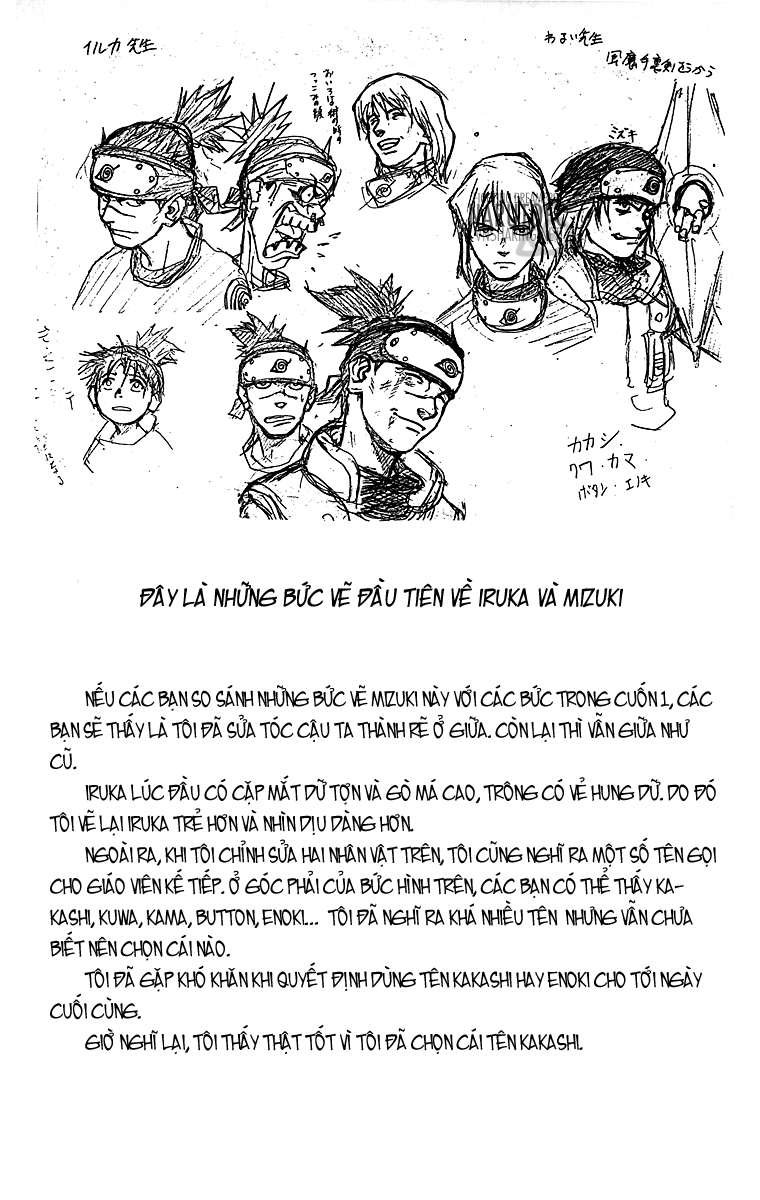 イルカ先生
ミズキ
カカシ.
クワ・カマ.
ボタン・エノキ
ĐÂY LÀ NHỮNG BỨC VẼ ĐẦU TIÊN VỀ IRUKA VÀ MIZUKI
NẾU CÁC BẠN SO SÁNH NHỮNG BỨC VẼ MIZUKI NÀY VỚI CÁC BỨC TRONG CUỐN 1, CÁC
BẠN SẼ THẤY LÀ TÔI ĐÃ SỬA TÓC CẬU TA THÀNH RẼ Ở GIỮA. CÒN LẠI THÌ VẪN GIỮA NHƯ
CŨ.
IRUKA LÚC ĐẦU CÓ CẶP MẮT DỮ TỢN VÀ GÒ MÁ CAO, TRÔNG CÓ VẺ HUNG DỮ. DO ĐÓ
TÔI VẼ LẠI IRUKA TRẺ HƠN VÀ NHÌN DỊU DÀNG HƠN.
NGOÀI RA, KHI TÔI CHỈNH SỬA HAI NHÂN VẬT TRÊN, TÔI CŨNG NGHĨ RA MỘT SỐ TÊN GỌI
CHO GIÁO VIÊN KẾ TIẾP. Ở GÓC PHẢI CỦA BỨC HÌNH TRÊN, CÁC BẠN CÓ THỂ THẤY KA-
KASHI, KUWA, KAMA, BUTTON, ENOKI... TÔI ĐÃ NGHĨ RA KHÁ NHIỀU TÊN NHƯNG VẪN CHƯA
BIẾT NÊN CHỌN CÁI NÀO.
TÔI ĐÃ GẶP KHÓ KHĂN KHI QUYẾT ĐỊNH DÙNG TÊN KAKASHI HAY ENOKI CHO TỚI NGÀY
CUỐI CÙNG.
GIỜ NGHĨ LẠI, TÔI THẤY THẬT TỐT VÌ TÔI ĐÃ CHỌN CÁI TÊN KAKASHI.